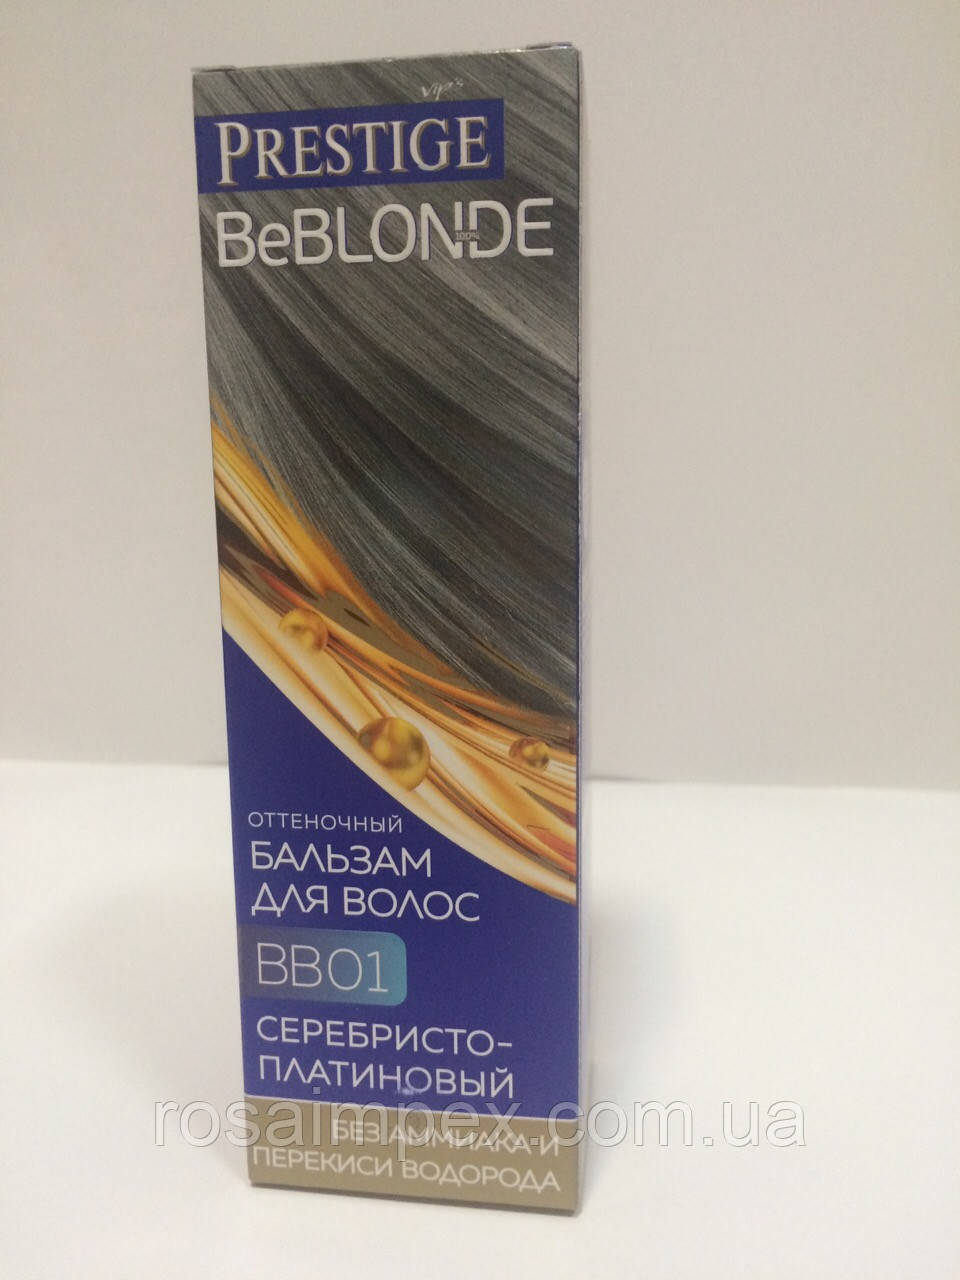 Vip's
PRESTIGE
BeBLONDE
100%
ОТТЕНОЧНЫЙ
БАЛЬЗАМ
ДЛЯ ВОЛОС
BB01
СЕРЕБРИСТО-
ПЛАТИНОВЫЙ
rosaimpex.com.ua
БЕЗ АММИАКА И
ПЕРЕКИСИ ВОДОРОДА